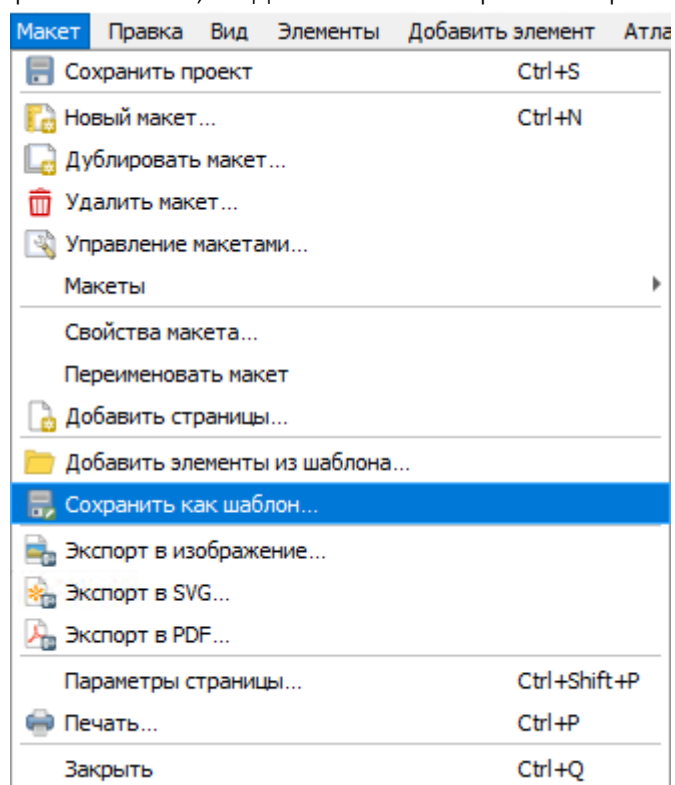 Макет Правка Вид Элементы Добавить элемент Атла
Сохранить проект Ctrl+S
Новый макет... Ctrl+N
Дублировать макет...
Удалить макет...
Управление макетами...
Макеты
Свойства макета...
Переименовать макет
Добавить страницы...
Добавить элементы из шаблона...
Сохранить как шаблон...
Экспорт в изображение...
Экспорт в SVG...
Экспорт в PDF...
Параметры страницы... Ctrl+Shift+P
Печать... Ctrl+P
Закрыть Ctrl+Q